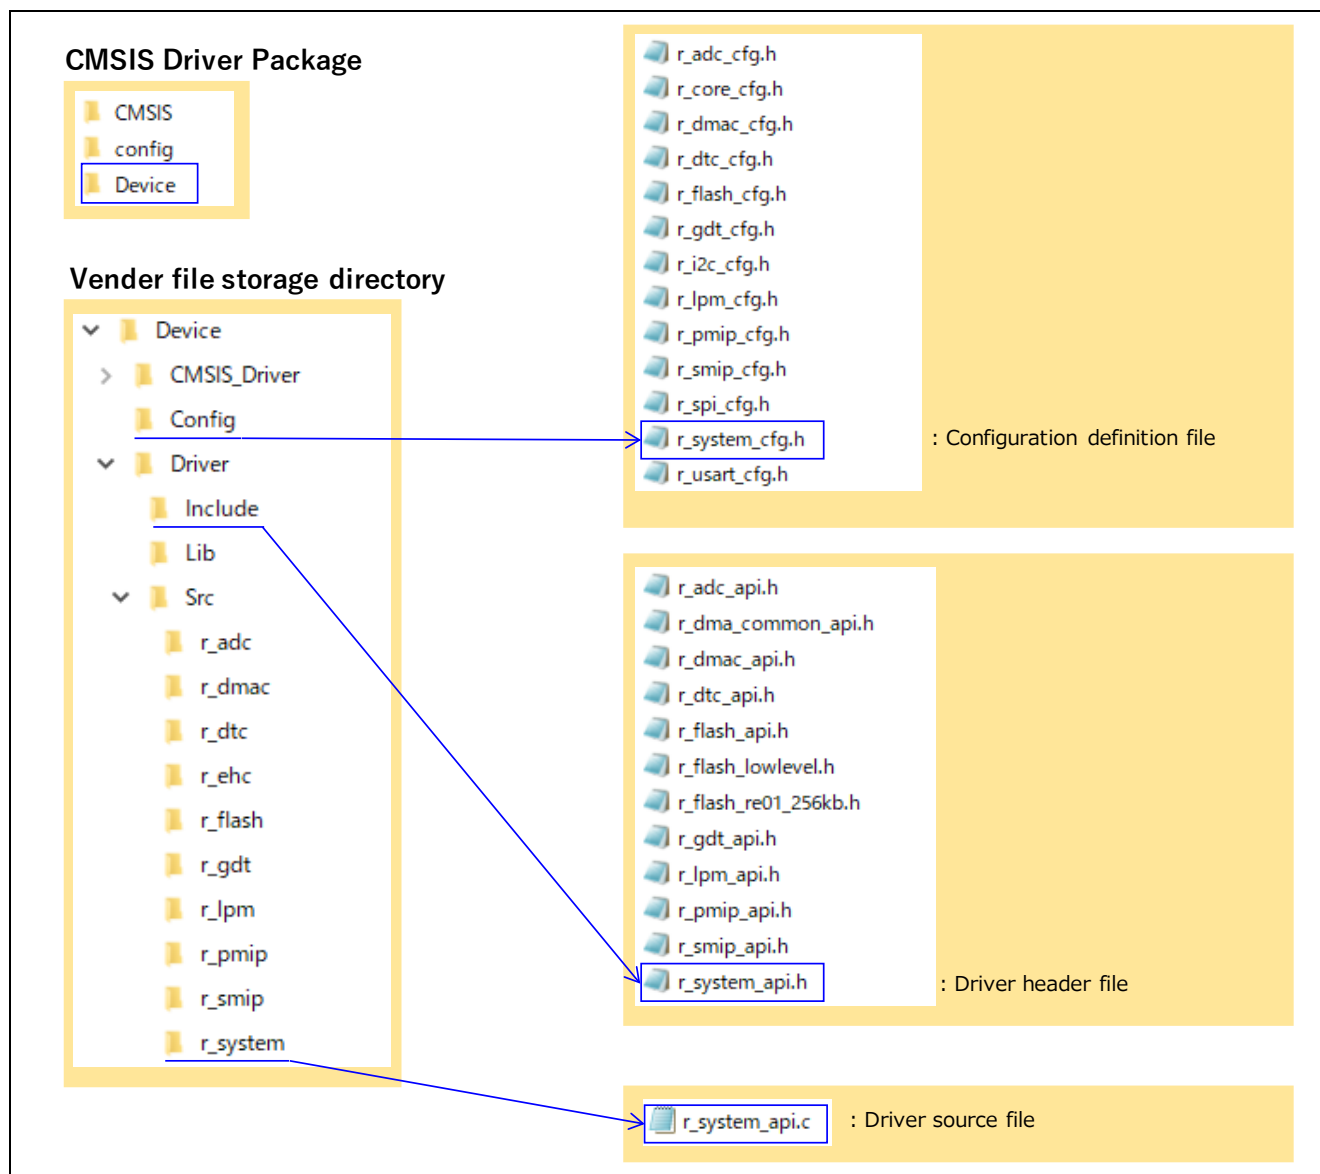 CMSIS Driver Package
CMSIS
config
Device
Vender file storage directory
Device
CMSIS_Driver
Config
Driver
Include
Lib
Src
r_adc
r_dmac
r_dtc
r_ehc
r_flash
r_gdt
r_lpm
r_pmip
r_smip
r_system
r_adc_cfg.h
r_core_cfg.h
r_dmac_cfg.h
r_dtc_cfg.h
r_flash_cfg.h
r_gdt_cfg.h
r_i2c_cfg.h
r_lpm_cfg.h
r_pmip_cfg.h
r_smip_cfg.h
r_spi_cfg.h
r_system_cfg.h : Configuration definition file
r_usart_cfg.h
r_adc_api.h
r_dma_common_api.h
r_dmac_api.h
r_dtc_api.h
r_flash_api.h
r_flash_lowlevel.h
r_flash_re01_256kb.h
r_gdt_api.h
r_lpm_api.h
r_pmip_api.h
r_smip_api.h
r_system_api.h : Driver header file
r_system_api.c : Driver source file